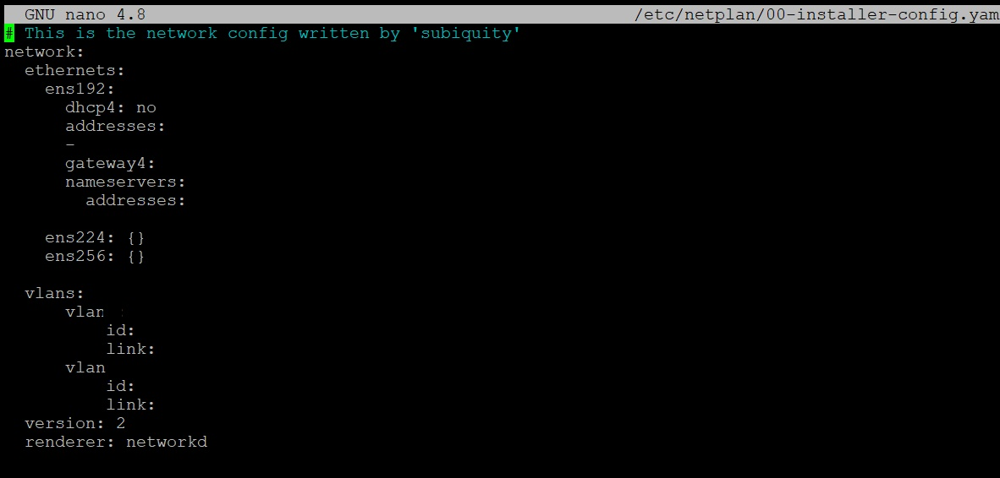 GNU nano 4.8 /etc/netplan/00-installer-config.yam
# This is the network config written by 'subiquity'
network:
  ethernets:
    ens192:
      dhcp4: no
      addresses:
      -
      gateway4:
      nameservers:
        addresses:

    ens224: {}
    ens256: {}

  vlans:
      vlan :
          id:
          link:
      vlan
          id:
          link:
  version: 2
  renderer: networkd